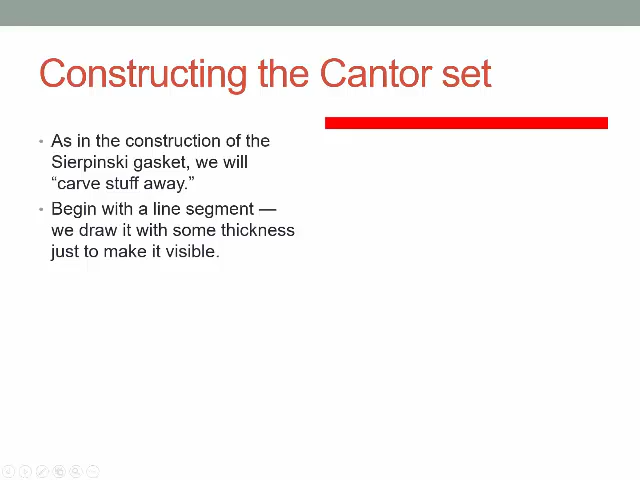 Constructing the Cantor set
• As in the construction of the
Sierpinski gasket, we will
“carve stuff away.”
• Begin with a line segment —
we draw it with some thickness
just to make it visible.